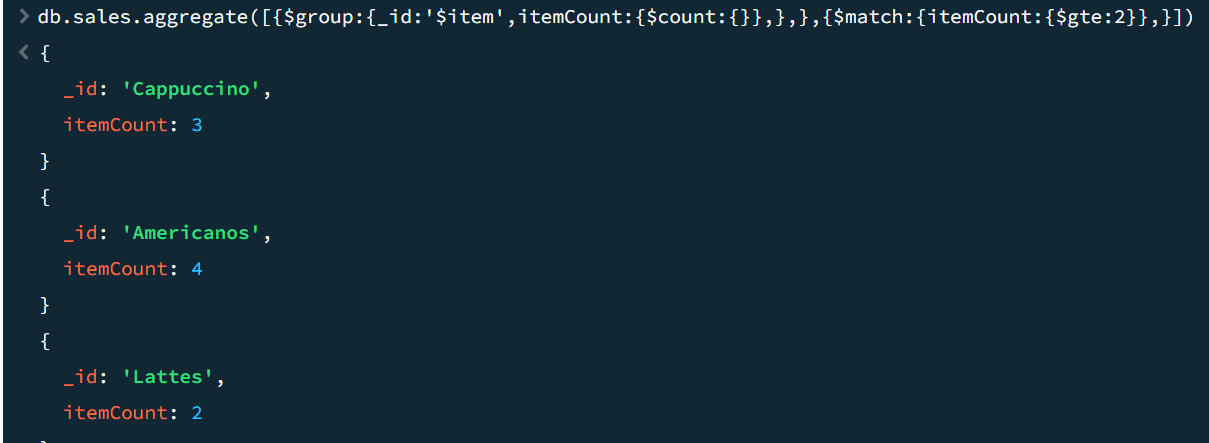 > db.sales.aggregate([{$group:{_id:'$item',itemCount:{$count:{}},},},{$match:{itemCount:{$gte:2}},}])
< {
_id: 'Cappuccino',
itemCount: 3
}
{
_id: 'Americanos',
itemCount: 4
}
{
_id: 'Lattes',
itemCount: 2